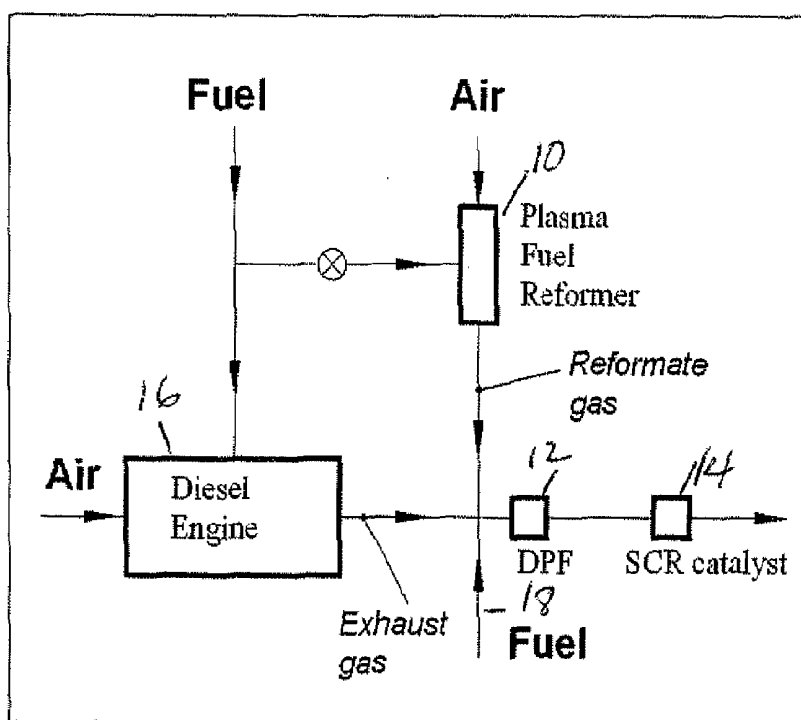 Fuel
Air
10
Plasma
Fuel
Reformer
Reformate
gas
16
Air
Diesel
Engine
12
14
DPF
SCR catalyst
18
Exhaust
gas
Fuel